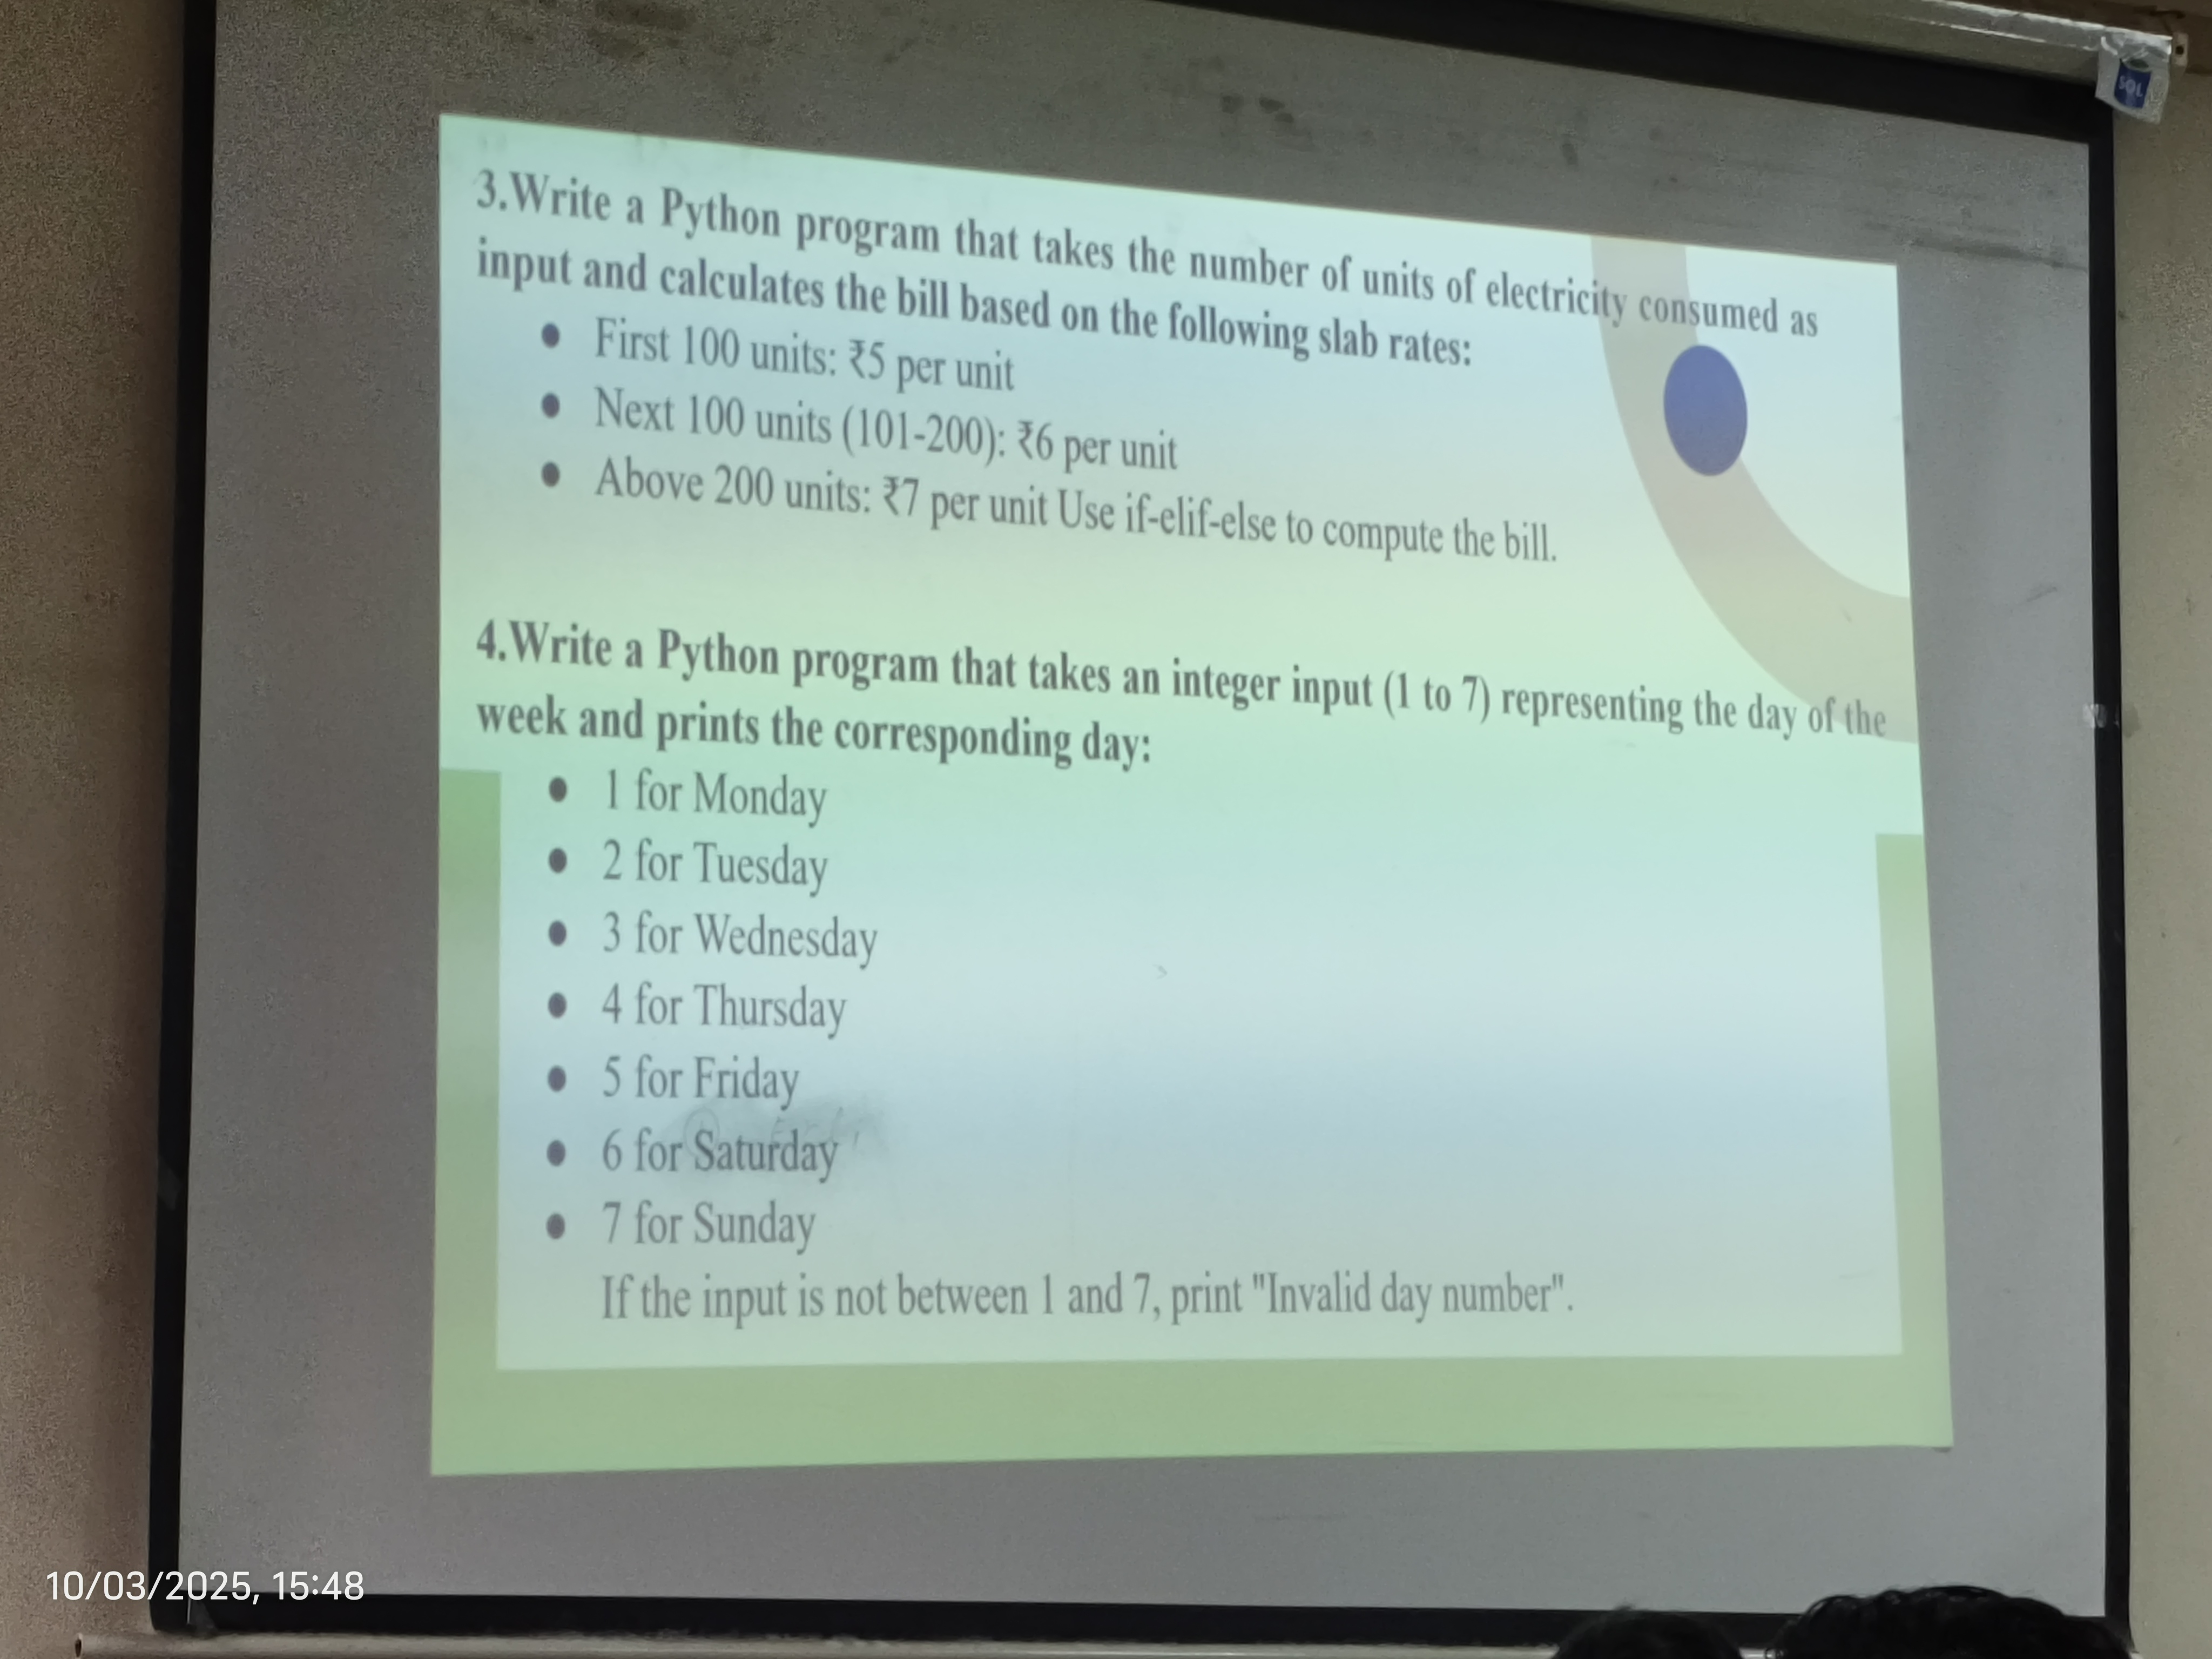 3.Write a Python program that takes the number of units of electricity consumed as
input and calculates the bill based on the following slab rates:
● First 100 units: ₹5 per unit
● Next 100 units (101-200): ₹6 per unit
● Above 200 units: ₹7 per unit Use if-elif-else to compute the bill.
4.Write a Python program that takes an integer input (1 to 7) representing the day of the
week and prints the corresponding day:
● 1 for Monday
● 2 for Tuesday
● 3 for Wednesday
● 4 for Thursday
● 5 for Friday
● 6 for Saturday
● 7 for Sunday
If the input is not between 1 and 7, print "Invalid day number".
SOL
10/03/2025, 15:48